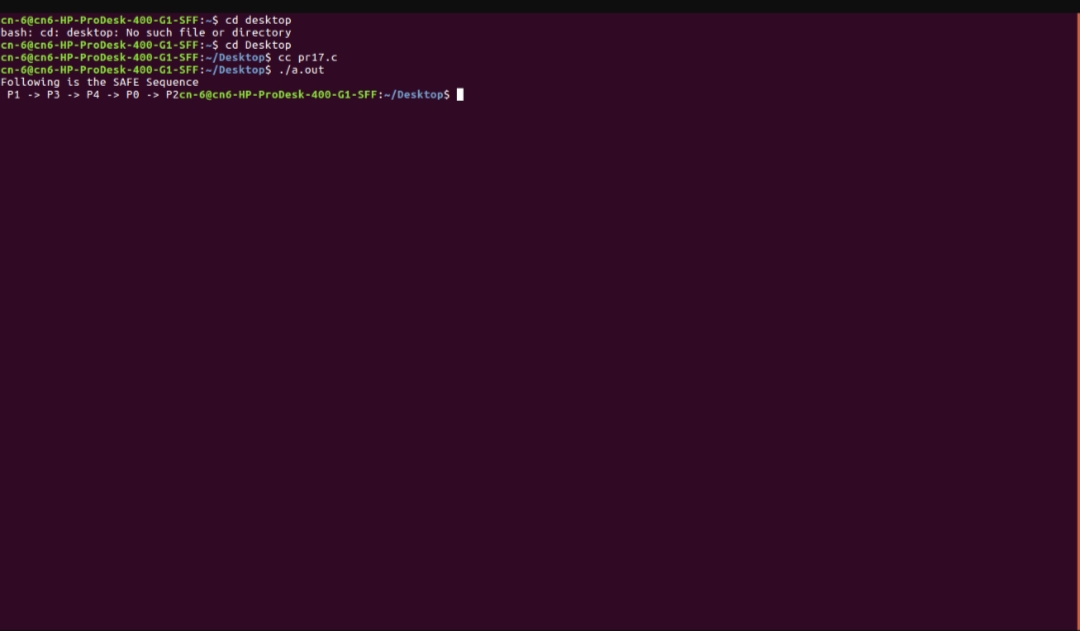 cn-6@cn6-HP-ProDesk-400-G1-SFF:~$ cd desktop
bash: cd: desktop: No such file or directory
cn-6@cn6-HP-ProDesk-400-G1-SFF:~$ cd Desktop
cn-6@cn6-HP-ProDesk-400-G1-SFF:~/Desktop$ cc pr17.c
cn-6@cn6-HP-ProDesk-400-G1-SFF:~/Desktop$ ./a.out
Following is the SAFE Sequence
 P1 -> P3 -> P4 -> P0 -> P2cn-6@cn6-HP-ProDesk-400-G1-SFF:~/Desktop$